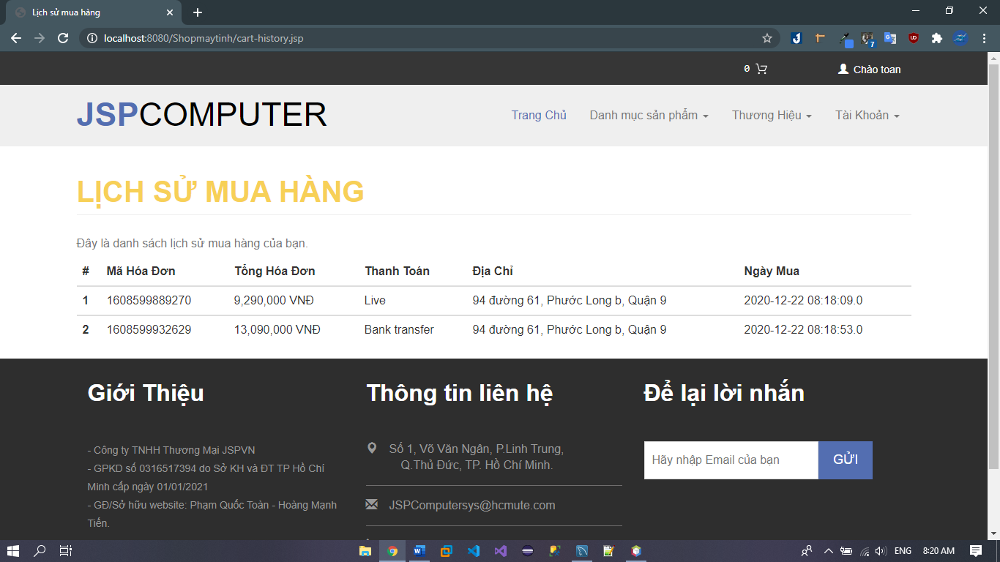 Lịch sử mua hàng
localhost:8080/Shopmaytinh/cart-history.jsp
7
0 Chào toan
JSPCOMPUTER Trang Chủ Danh mục sản phẩm Thương Hiệu Tài Khoản
LỊCH SỬ MUA HÀNG
Đây là danh sách lịch sử mua hàng của bạn.
# Mã Hóa Đơn Tổng Hóa Đơn Thanh Toán Địa Chỉ Ngày Mua
1 1608599889270 9,290,000 VNĐ Live 94 đường 61, Phước Long b, Quận 9 2020-12-22 08:18:09.0
2 1608599932629 13,090,000 VNĐ Bank transfer 94 đường 61, Phước Long b, Quận 9 2020-12-22 08:18:53.0
Giới Thiệu Thông tin liên hệ Để lại lời nhắn
- Công ty TNHH Thương Mại JSPVN
- GPKD số 0316517394 do Sở KH và ĐT TP Hồ Chí
Minh cấp ngày 01/01/2021
- GĐ/Sở hữu website: Phạm Quốc Toàn - Hoàng Mạnh
Tiến.
Số 1, Võ Văn Ngân, P.Linh Trung,
Q.Thủ Đức, TP. Hồ Chí Minh.
JSPComputersys@hcmute.com
Hãy nhập Email của bạn GỬI
ENG 8:20 AM